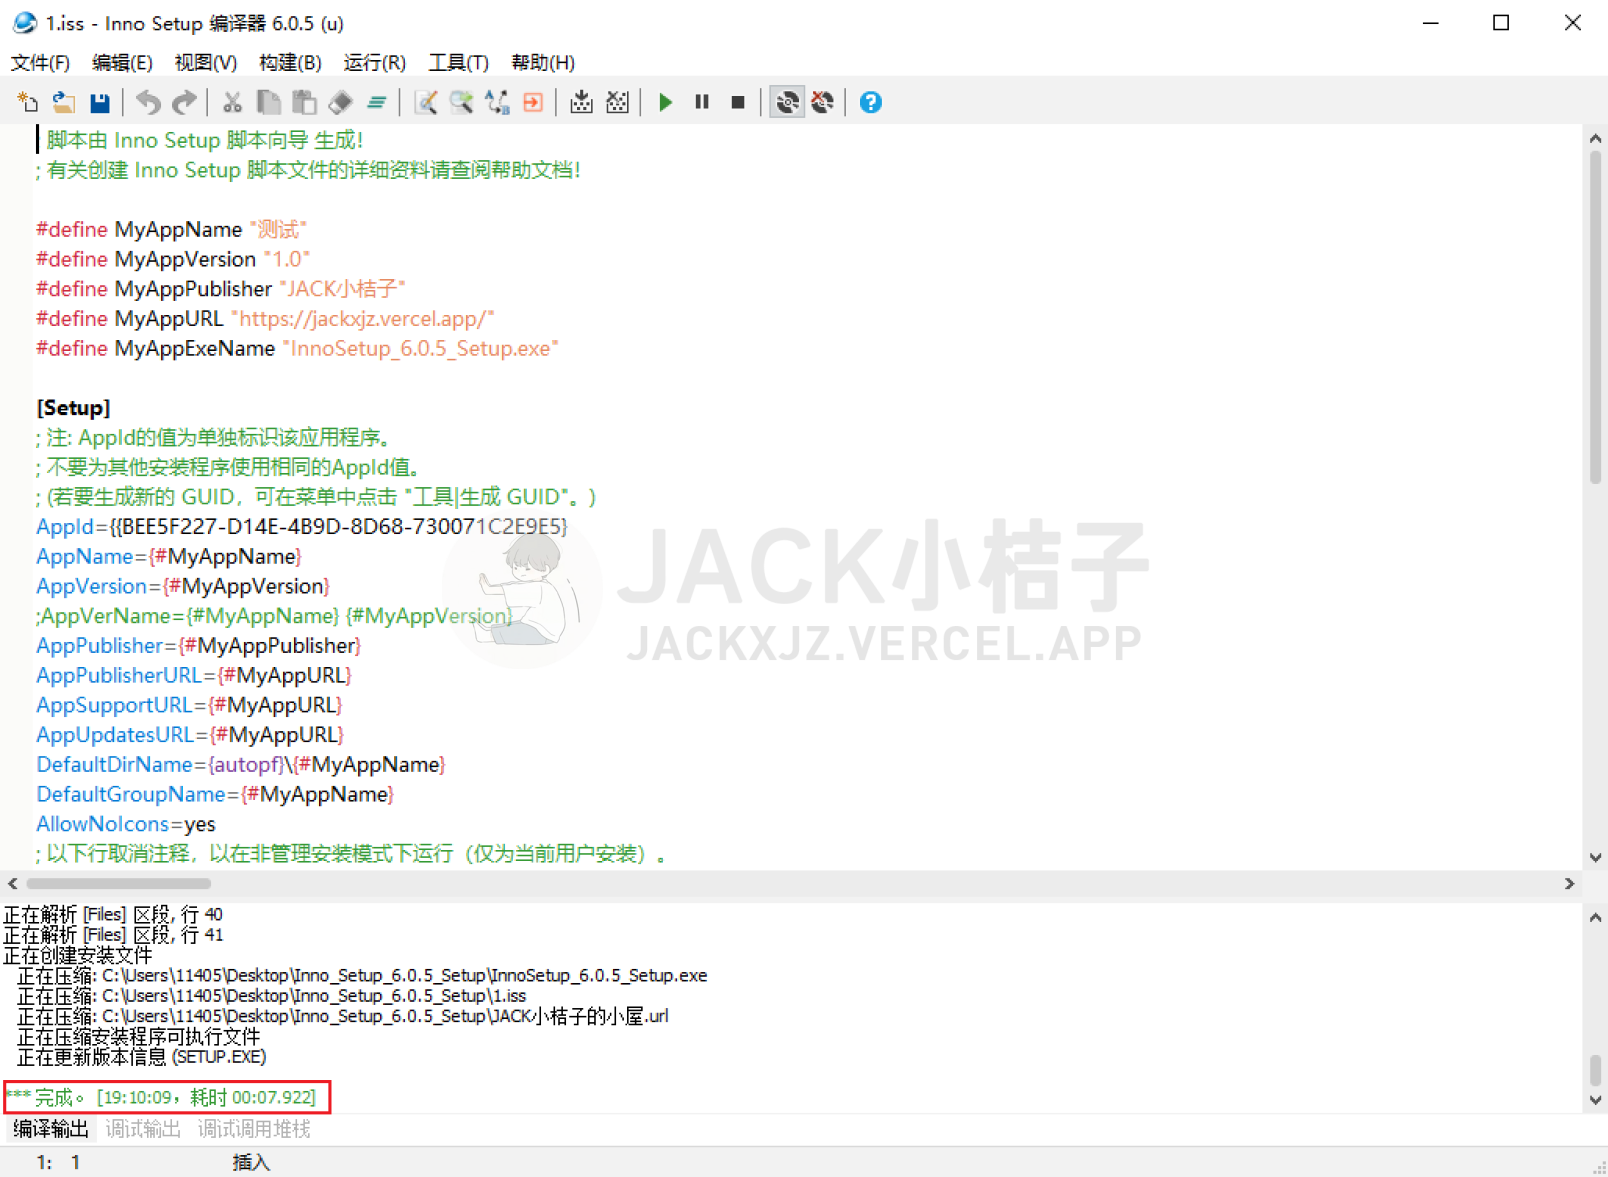 1.iss - Inno Setup 编译器 6.0.5 (u)
文件(F) 编辑(E) 视图(V) 构建(B) 运行(R) 工具(T) 帮助(H)
脚本由 Inno Setup 脚本向导 生成!
; 有关创建 Inno Setup 脚本文件的详细资料请查阅帮助文档!
#define MyAppName "测试"
#define MyAppVersion "1.0"
#define MyAppPublisher "JACK小桔子"
#define MyAppURL "https://jackxjz.vercel.app/"
#define MyAppExeName "InnoSetup_6.0.5_Setup.exe"
[Setup]
; 注: AppId的值为单独标识该应用程序。
; 不要为其他安装程序使用相同的AppId值。
; (若要生成新的 GUID，可在菜单中点击 "工具|生成 GUID"。)
AppId={{BEE5F227-D14E-4B9D-8D68-730071C2E9E5}
AppName={#MyAppName}
AppVersion={#MyAppVersion}
;AppVerName={#MyAppName} {#MyAppVersion}
AppPublisher={#MyAppPublisher}
AppPublisherURL={#MyAppURL}
AppSupportURL={#MyAppURL}
AppUpdatesURL={#MyAppURL}
DefaultDirName={autopf}\{#MyAppName}
DefaultGroupName={#MyAppName}
AllowNoIcons=yes
; 以下行取消注释，以在非管理安装模式下运行（仅为当前用户安装）。
JACK小桔子
JACKXJZ.VERCEL.APP
正在解析 [Files] 区段, 行 40
正在解析 [Files] 区段, 行 41
正在创建安装文件
正在压缩: C:\Users\11405\Desktop\Inno_Setup_6.0.5_Setup\InnoSetup_6.0.5_Setup.exe
正在压缩: C:\Users\11405\Desktop\Inno_Setup_6.0.5_Setup\1.iss
正在压缩: C:\Users\11405\Desktop\Inno_Setup_6.0.5_Setup\JACK小桔子的小屋.url
正在压缩安装程序可执行文件
正在更新版本信息 (SETUP.EXE)
*** 完成。 [19:10:09，耗时 00:07.922]
编译输出 调试输出 调试调用堆栈
1: 1 插入